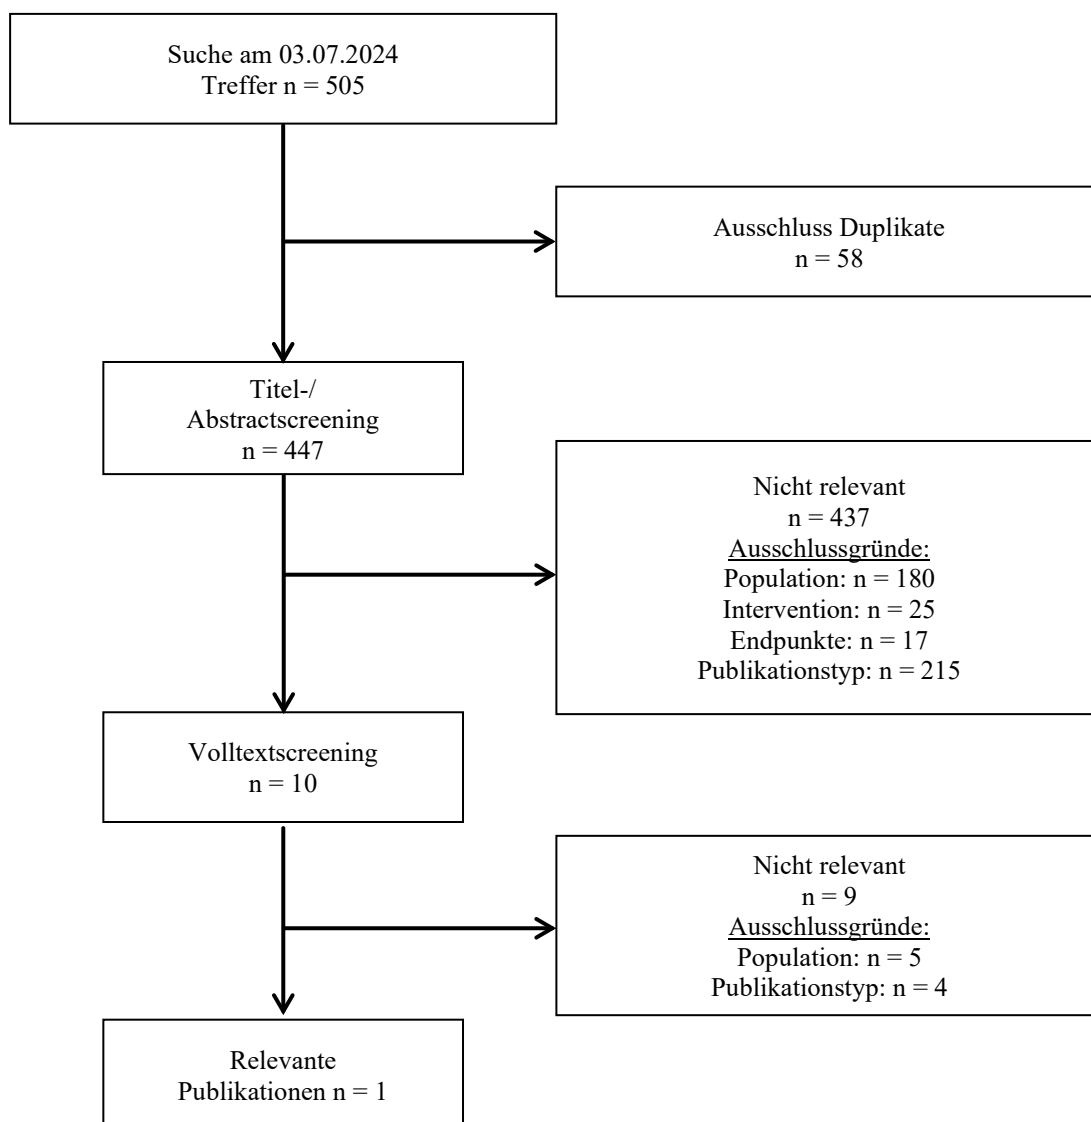 Suche am 03.07.2024
Treffer n = 505
Ausschluss Duplikate
n = 58
Titel-/
Abstractscreening
n = 447
Nicht relevant
n = 437
Ausschlussgründe:
Population: n = 180
Intervention: n = 25
Endpunkte: n = 17
Publikationstyp: n = 215
Volltextscreening
n = 10
Nicht relevant
n = 9
Ausschlussgründe:
Population: n = 5
Publikationstyp: n = 4
Relevante
Publikationen n = 1